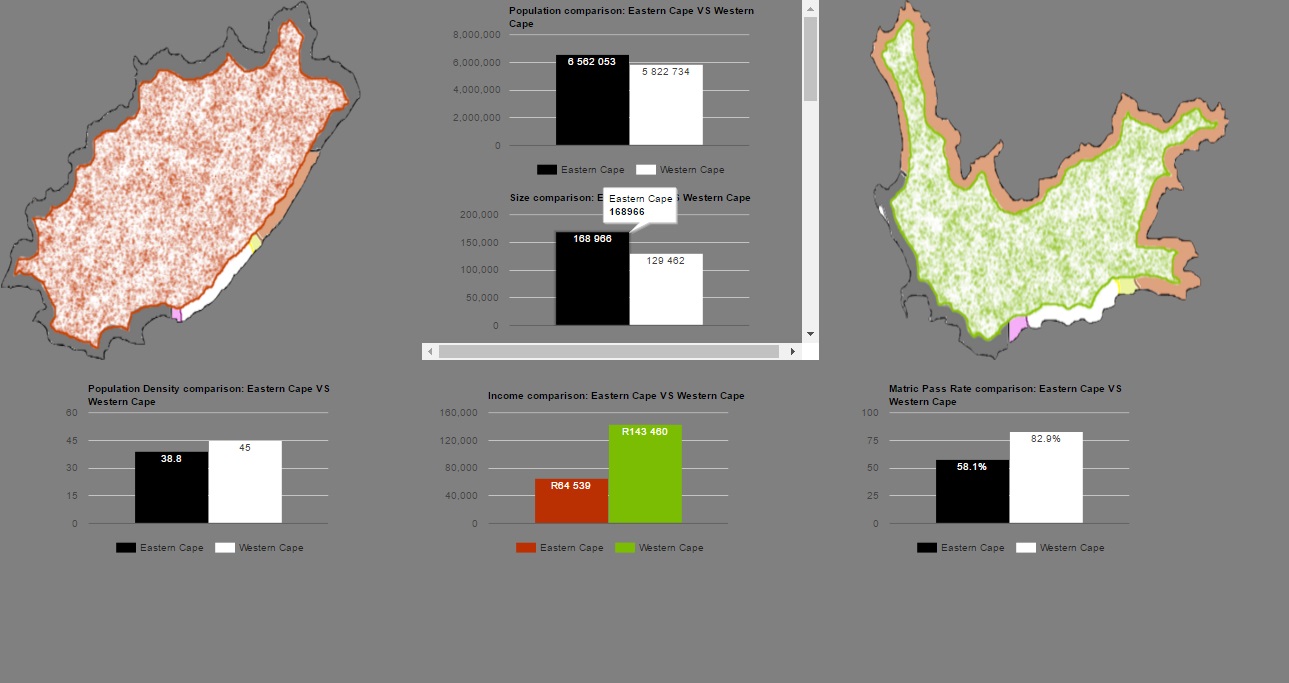 Population comparison: Eastern Cape VS Western
Cape
8,000,000
6,000,000
4,000,000
2,000,000
0
6 562 053
5 822 734
Eastern Cape
Western Cape
Size comparison: E
S Western Cape
Eastern Cape
168966
200,000
150,000
100,000
50,000
0
168 966
129 462
Population Density comparison: Eastern Cape VS
Western Cape
60
45
30
15
0
38.8
45
Eastern Cape
Western Cape
Income comparison: Eastern Cape VS Western Cape
160,000
120,000
80,000
40,000
0
R64 539
R143 460
Eastern Cape
Western Cape
Matric Pass Rate comparison: Eastern Cape VS
Western Cape
100
75
50
25
0
58.1%
82.9%
Eastern Cape
Western Cape